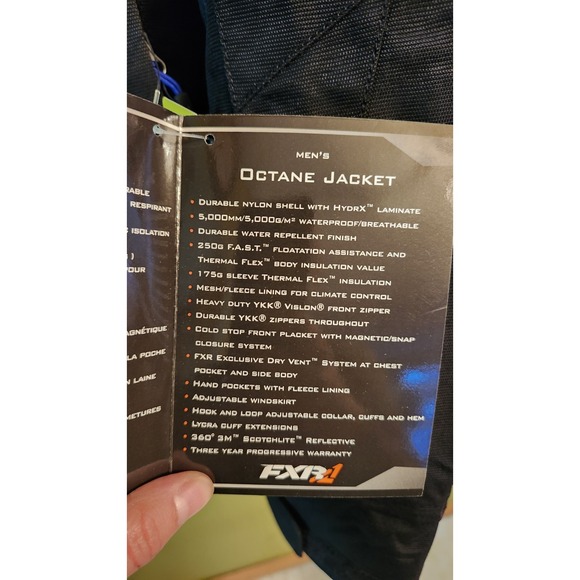 RABLE
RESPIRANT
ISOLATION
)
POUR
AGNÉTIQUE
LA POCHE
N LAINE
METURES
MEN'S
OCTANE JACKET
• DURABLE NYLON SHELL WITH HYDRX™ LAMINATE
• 5,000MM/5,000G/M² WATERPROOF/BREATHABLE
• DURABLE WATER REPELLENT FINISH
• 250G F.A.S.T.™ FLOATATION ASSISTANCE AND
THERMAL FLEX™ BODY INSULATION VALUE
• 175G SLEEVE THERMAL FLEX™ INSULATION
• MESH/FLEECE LINING FOR CLIMATE CONTROL
• HEAVY DUTY YKK® VISLON® FRONT ZIPPER
• DURABLE YKK® ZIPPERS THROUGHOUT
• COLD STOP FRONT PLACKET WITH MAGNETIC/SNAP
CLOSURE SYSTEM
• FXR EXCLUSIVE DRY VENT™ SYSTEM AT CHEST
POCKET AND SIDE BODY
• HAND POCKETS WITH FLEECE LINING
• ADJUSTABLE WINDSKIRT
• HOOK AND LOOP ADJUSTABLE COLLAR, CUFFS AND HEM
• LYCRA CUFF EXTENSIONS
• 360° 3M™ SCOTCHLITE™ REFLECTIVE
• THREE YEAR PROGRESSIVE WARRANTY
FXR